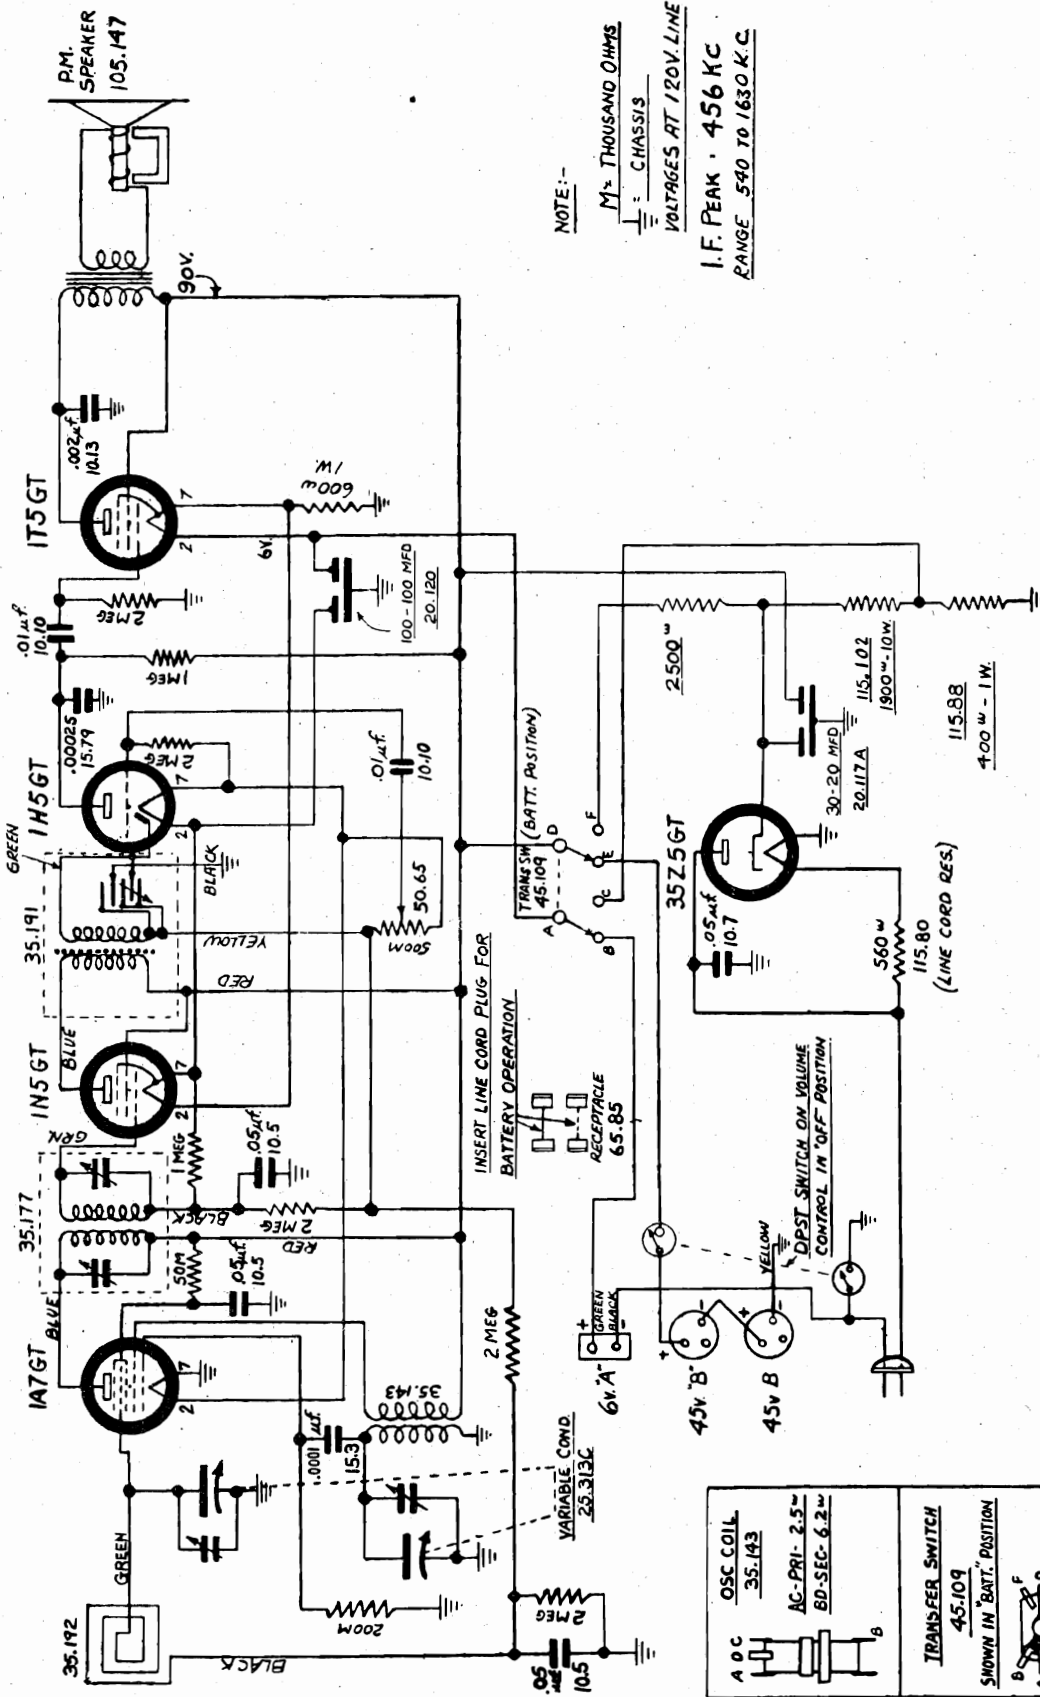 35.192
GREEN
BLACK
1A7GT
2
7
BLUE
35.177
GRN.
50M
.05µf.
10.5
RED
BLACK
1 MEG
2 MEG
.05µf.
10.5
1N5GT
2
7
BLUE
35.191
GREEN
RED
YELLOW
BLACK
1H5GT
2
7
2 MEG
.00025
15.79
1 MEG
.01µf.
10.10
2 MEG
1T5GT
2
7
.002µf.
10.13
6V.
600ω
1W.
90V.
P.M.
SPEAKER
105.147
100-100 MFD
20.120
.01µf.
10.10
500M
50.65
.0001 µf.
15.3
35.143
VARIABLE COND.
25.313C
200M
2 MEG
2 MEG
.05
10.5
INSERT LINE CORD PLUG FOR
BATTERY OPERATION
RECEPTACLE
65.85
TRANS SW. (BATT. POSITION)
45.109
A
B
C
D
E
F
6V. "A"
+
-
GREEN
BLACK
45V. "B"
+
-
45V B
+
-
YELLOW
DPST SWITCH ON VOLUME
CONTROL IN "OFF" POSITION
35Z5GT
.05µf
10.7
560ω
115.80
(LINE CORD RES.)
30-20 MFD
20.117A
2500ω
115.102
1900ω-10W.
115.88
400ω-1W.
NOTE:-
M= THOUSAND OHMS
= CHASSIS
VOLTAGES AT 120V. LINE
I.F. PEAK · 456 KC
RANGE 540 TO 1630 K.C.
OSC COIL
35.143
A D C
B
AC-PRI-2.5ω
BD-SEC-6.2ω
TRANSFER SWITCH
45.109
SHOWN IN "BATT." POSITION
B
F